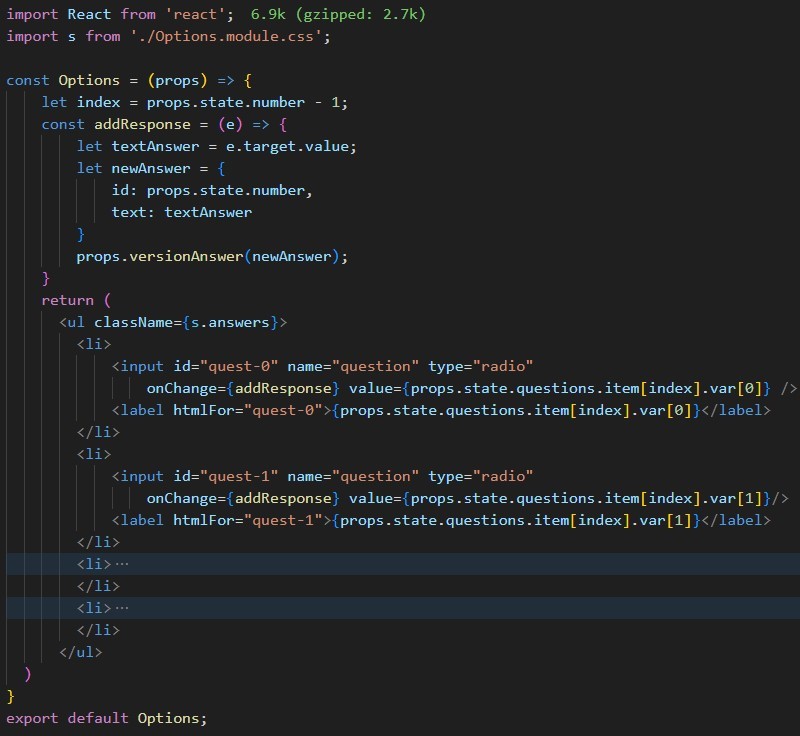 import React from 'react';  6.9k (gzipped: 2.7k)
import s from './Options.module.css';

const Options = (props) => {
    let index = props.state.number - 1;
    const addResponse = (e) => {
        let textAnswer = e.target.value;
        let newAnswer = {
            id: props.state.number,
            text: textAnswer
        }
        props.versionAnswer(newAnswer);
    }
    return (
      <ul className={s.answers}>
        <li>
            <input id="quest-0" name="question" type="radio"
                onChange={addResponse} value={props.state.questions.item[index].var[0]} />
            <label htmlFor="quest-0">{props.state.questions.item[index].var[0]}</label>
        </li>
        <li>
            <input id="quest-1" name="question" type="radio"
                onChange={addResponse} value={props.state.questions.item[index].var[1]}/>
            <label htmlFor="quest-1">{props.state.questions.item[index].var[1]}</label>
        </li>
        <li>···
        </li>
        <li>···
        </li>
      </ul>
  )
}
export default Options;